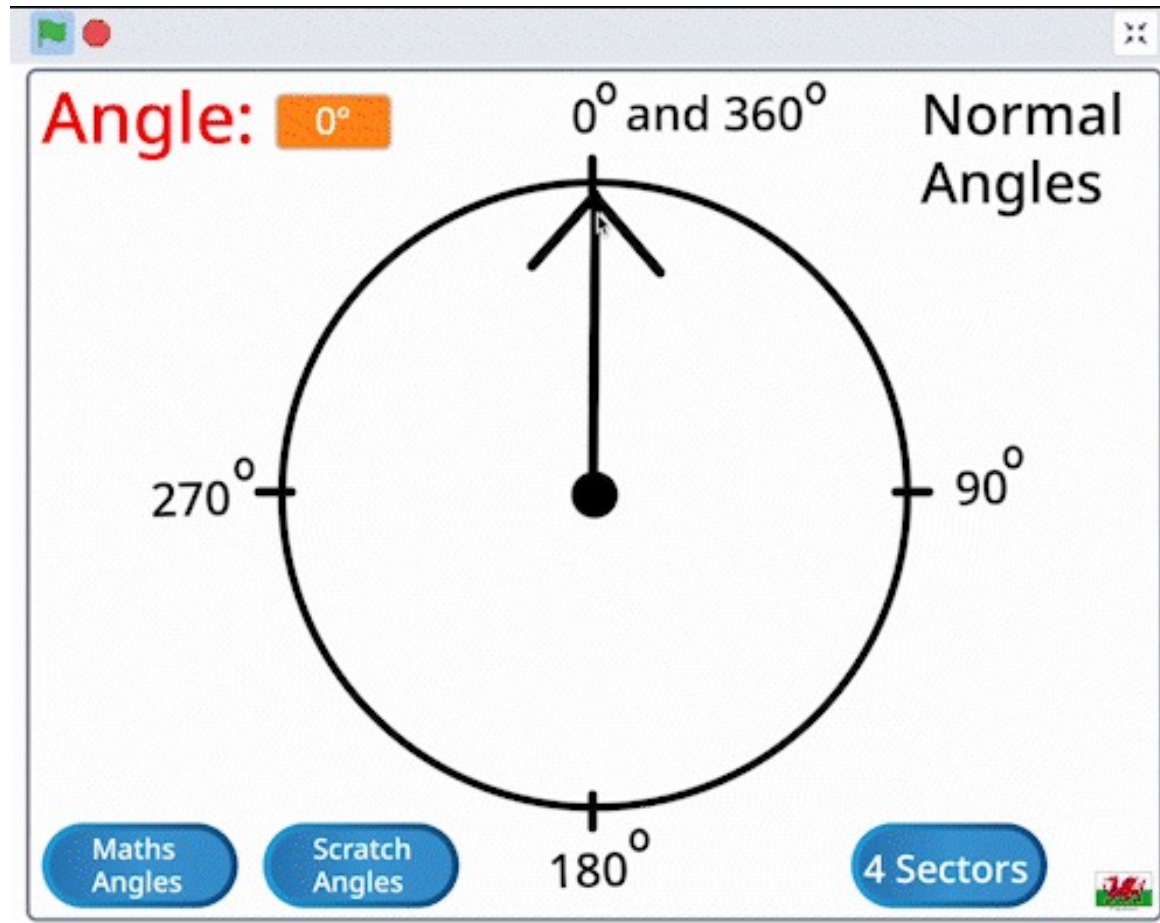 Angle: 0°
0° and 360°
Normal
Angles
270°
90°
180°
Maths
Angles
Scratch
Angles
4 Sectors